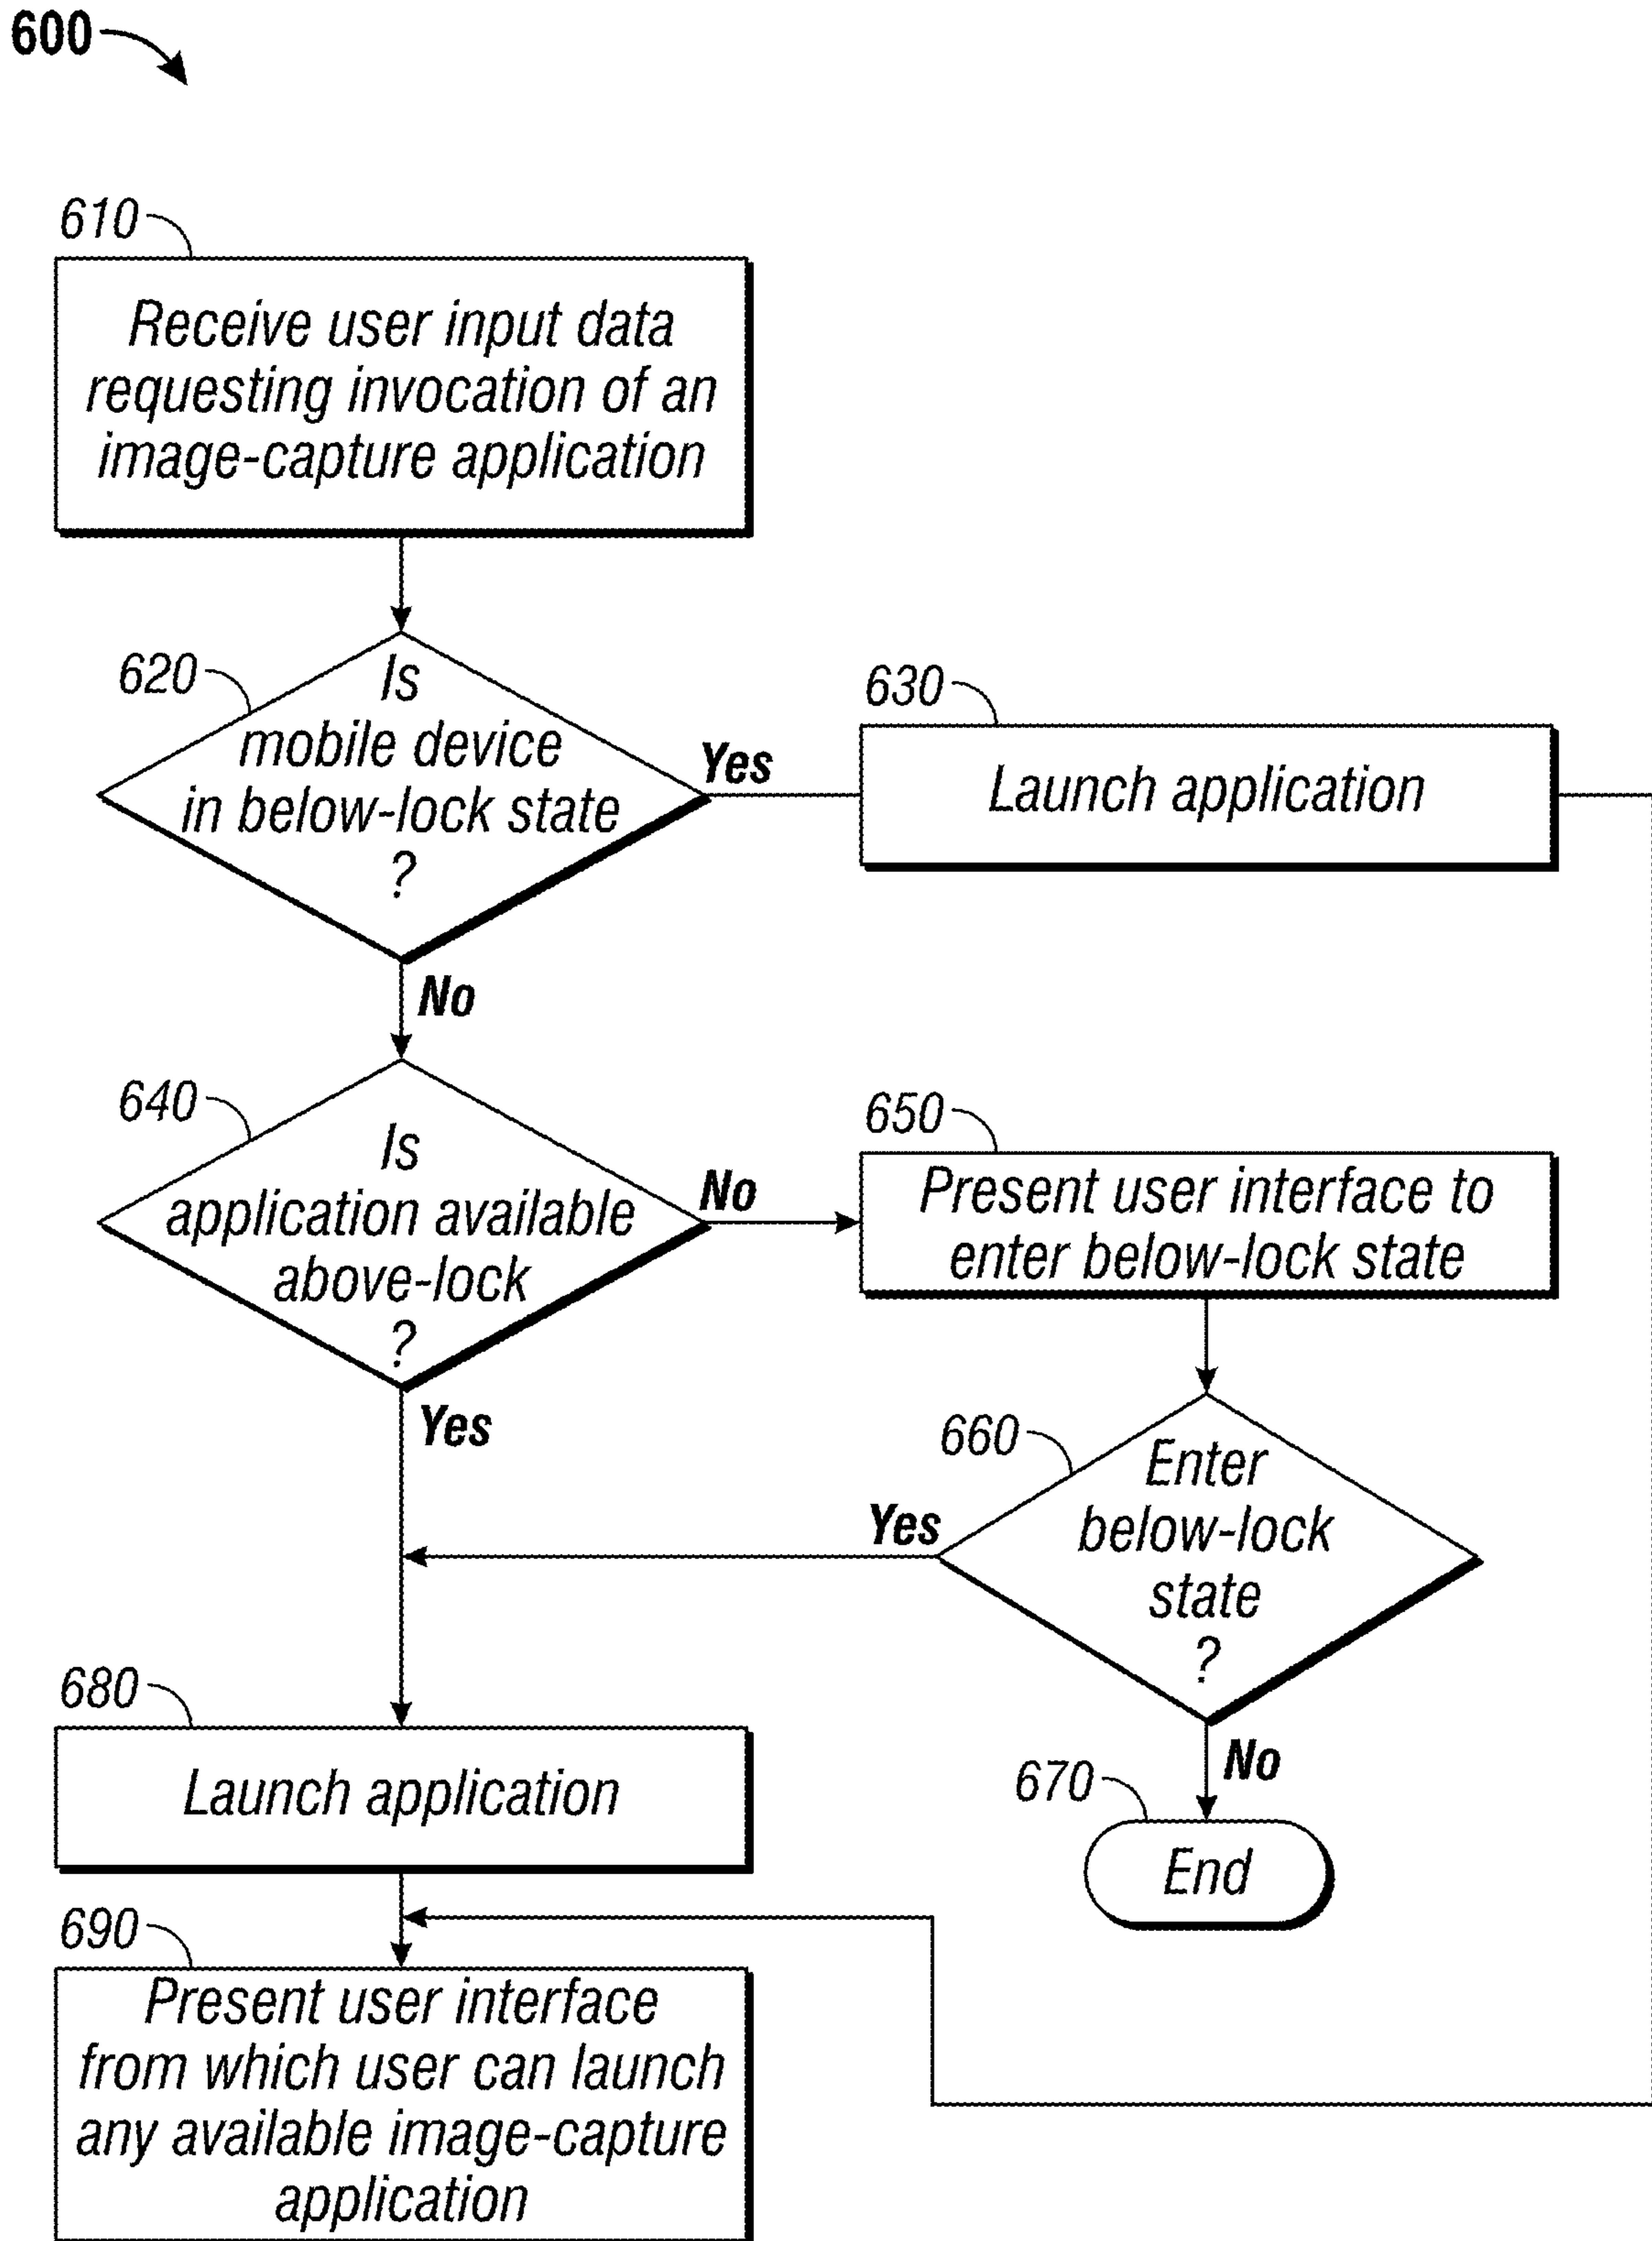 600
610
Receive user input data
requesting invocation of an
image-capture application
620
Is
mobile device
in below-lock state
?
Yes
630
Launch application
No
640
Is
application available
above-lock
?
No
650
Present user interface to
enter below-lock state
Yes
660
Enter
below-lock
state
?
Yes
No
670
End
680
Launch application
690
Present user interface
from which user can launch
any available image-capture
application